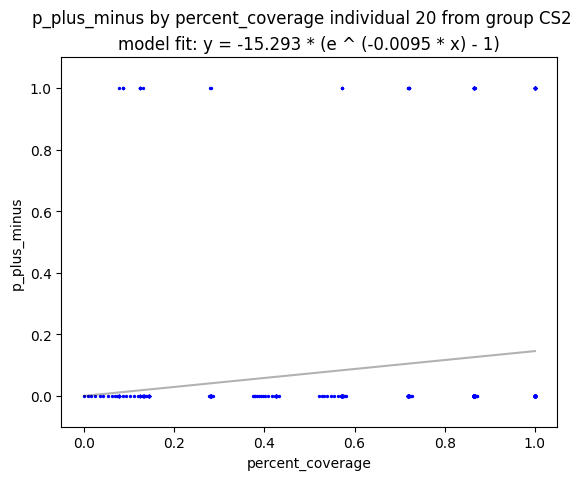 p_plus_minus by percent_coverage individual 20 from group CS2
model fit: y = -15.293 * (e ^ (-0.0095 * x) - 1)
1.0
0.8
0.6
0.4
0.2
0.0
p_plus_minus
0.0 0.2 0.4 0.6 0.8 1.0
percent_coverage